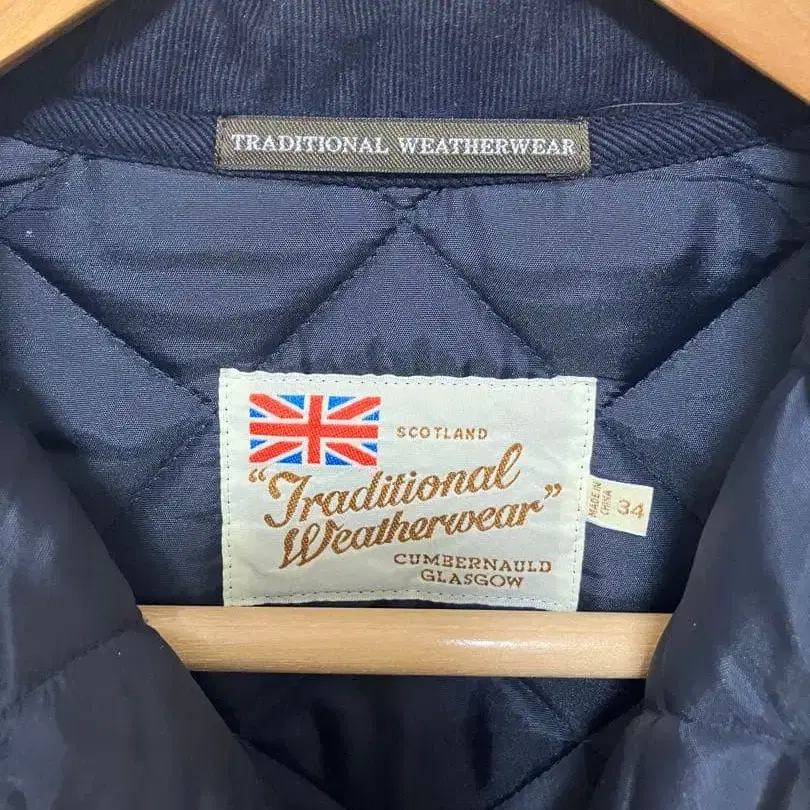 TRADITIONAL WEATHERWEAR
SCOTLAND
"Traditional
Weatherwear"
CUMBERNAULD
GLASGOW
MADE IN
CHINA
34